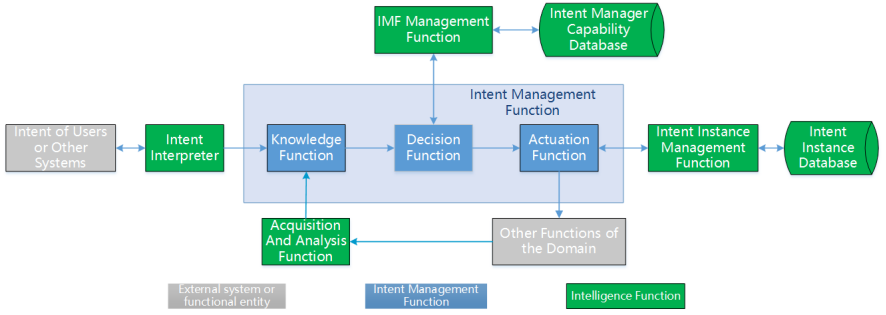 IMF Management
Function
Intent Manager
Capability
Database
Intent Management
Function
Intent of Users
or Other
Systems
Intent
Interpreter
Knowledge
Function
Decision
Function
Actuation
Function
Intent Instance
Management
Function
Intent
Instance
Database
Acquisition
And Analysis
Function
Other Functions of
the Domain
External system or
functional entity
Intent Management
Function
Intelligence Function